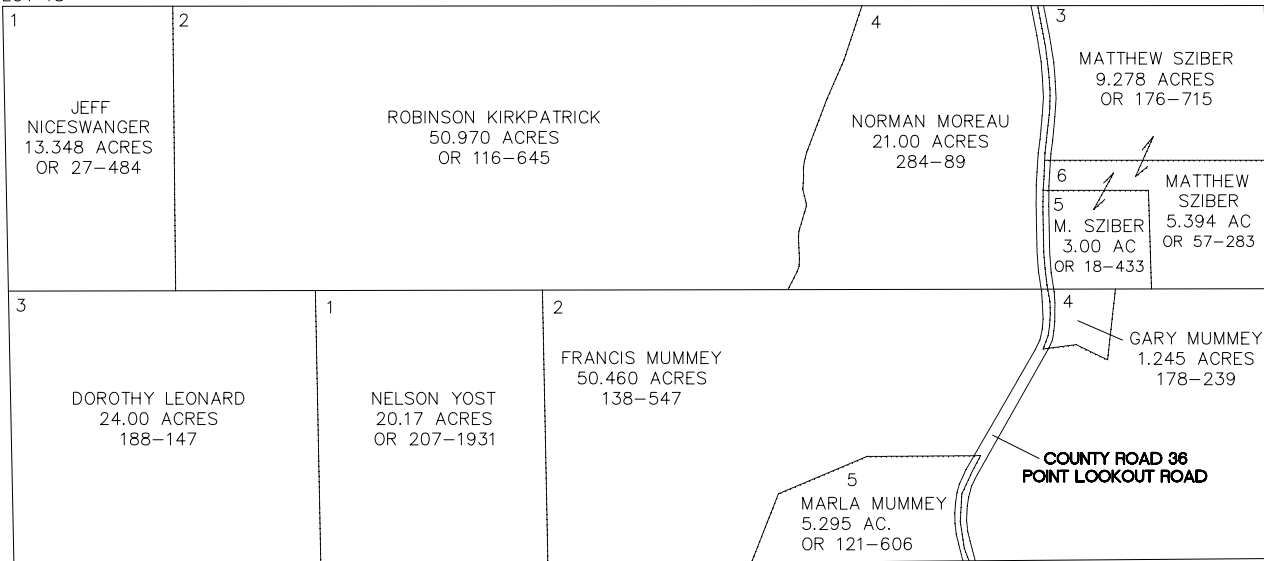 1
2
4
3
JEFF
NICESWANGER
13.348 ACRES
OR 27-484
ROBINSON KIRKPATRICK
50.970 ACRES
OR 116-645
NORMAN MOREAU
21.00 ACRES
284-89
MATTHEW SZIBER
9.278 ACRES
OR 176-715
6
MATTHEW
SZIBER
5.394 AC
OR 57-283
5
M. SZIBER
3.00 AC
OR 18-433
3
1
2
4
DOROTHY LEONARD
24.00 ACRES
188-147
NELSON YOST
20.17 ACRES
OR 207-1931
FRANCIS MUMMEY
50.460 ACRES
138-547
GARY MUMMEY
1.245 ACRES
178-239
COUNTY ROAD 36
POINT LOOKOUT ROAD
5
MARLA MUMMEY
5.295 AC.
OR 121-606